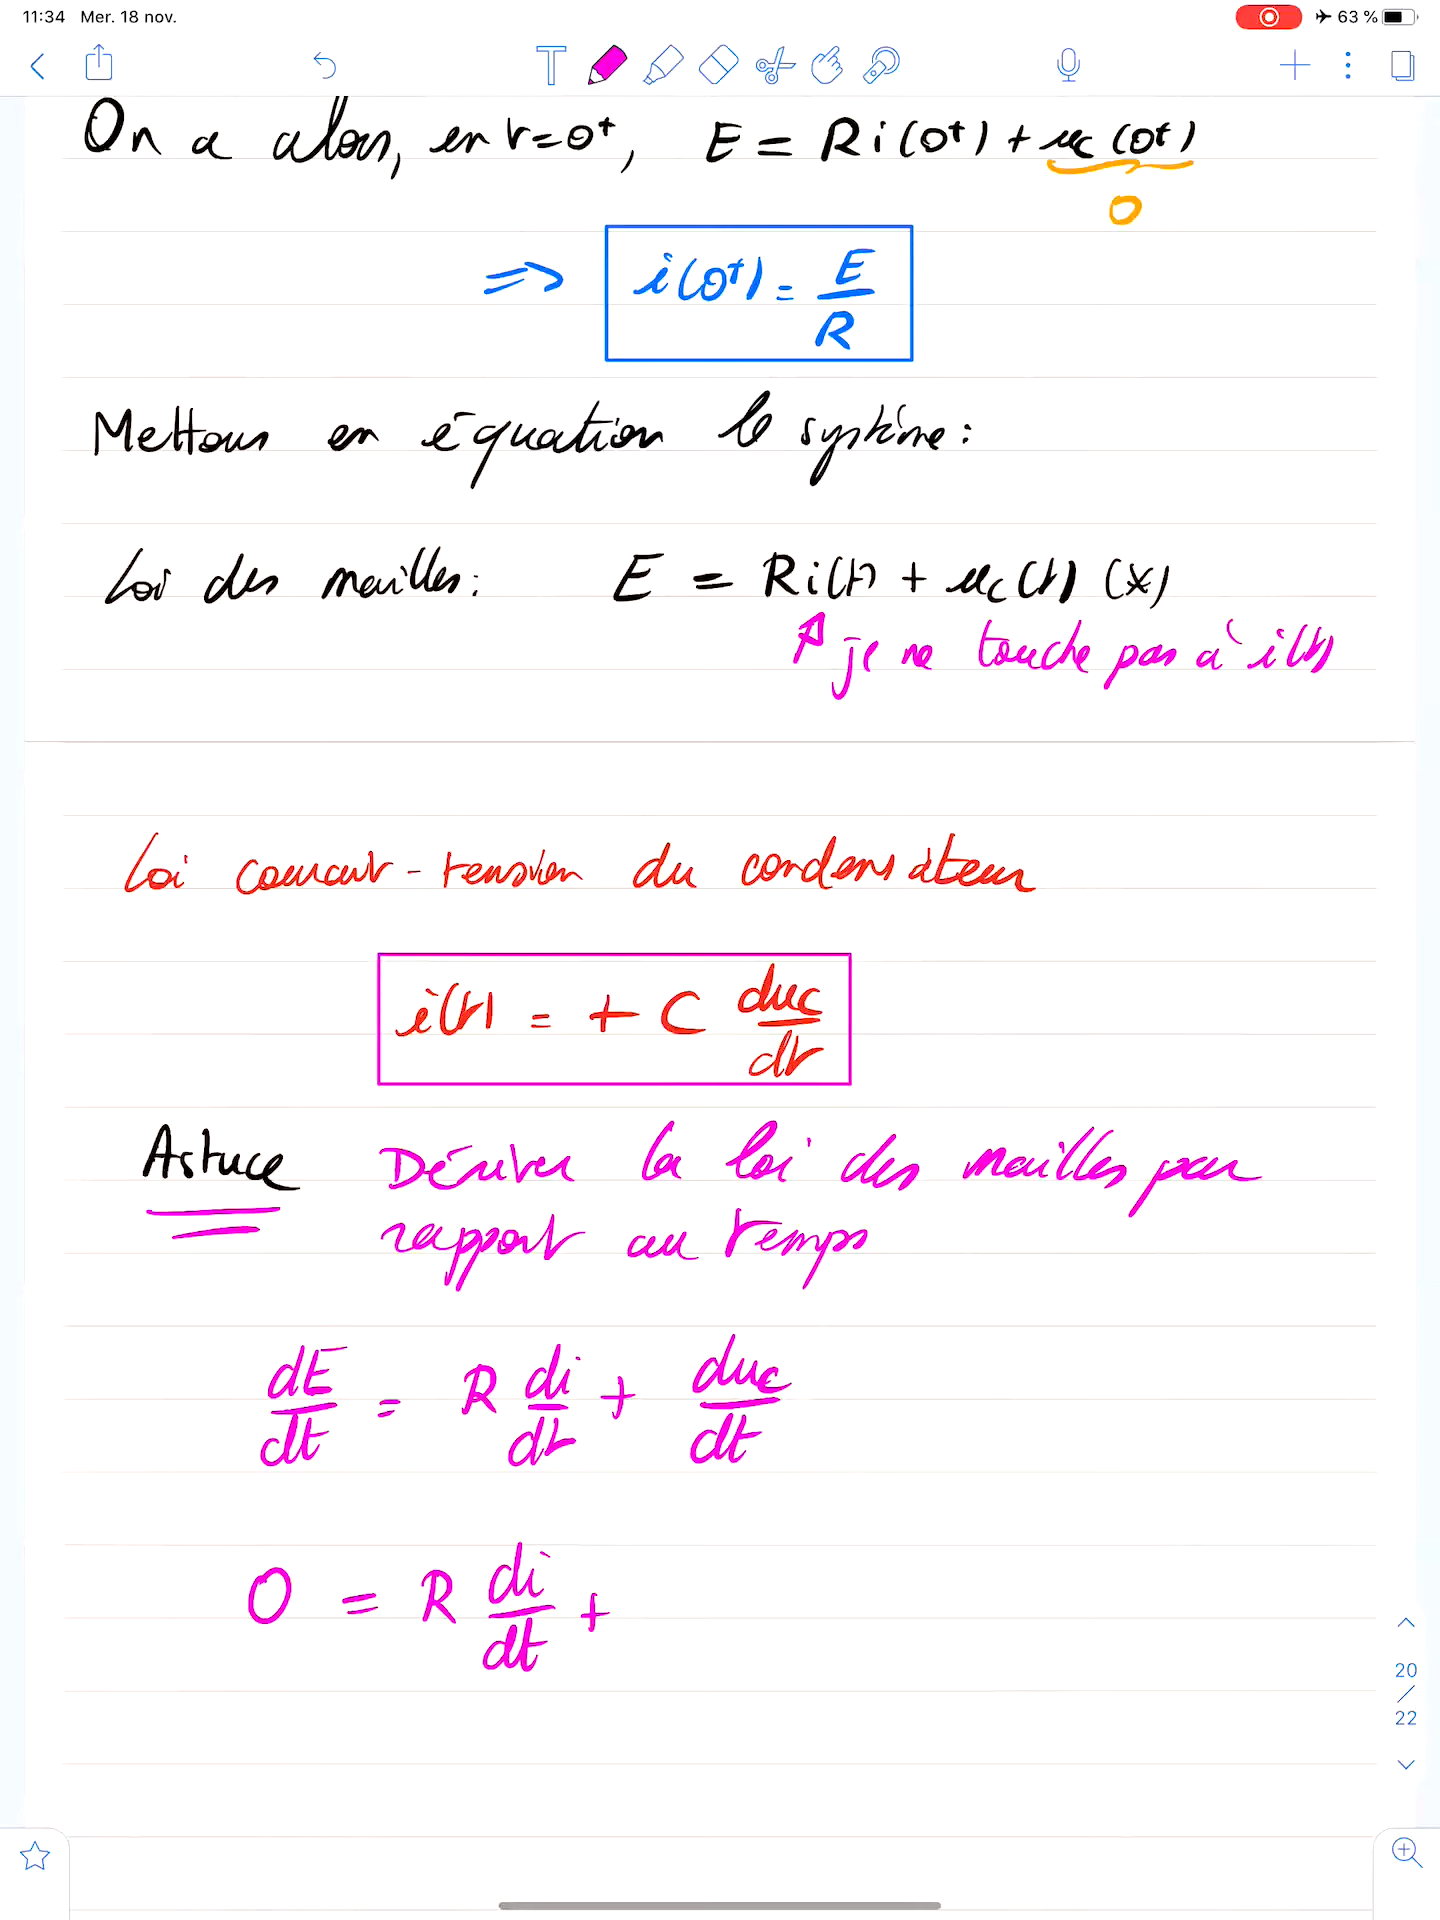 11:34 Mer. 18 nov. 63 %
On a alors, en t=0⁺, E = Ri(0⁺) + uc(0⁺)
0
=> i(0⁺) = E/R
Mettons en équation le système :
Loi des mailles : E = Ri(t) + uc(t) (*)
↑ je ne touche pas à i(t)
Loi courant-tension du condensateur
i(t) = + C duc/dt
Astuce Dériver la loi des mailles par
rapport au temps
dE/dt = R di/dt + duc/dt
0 = R di/dt +
20
/
22